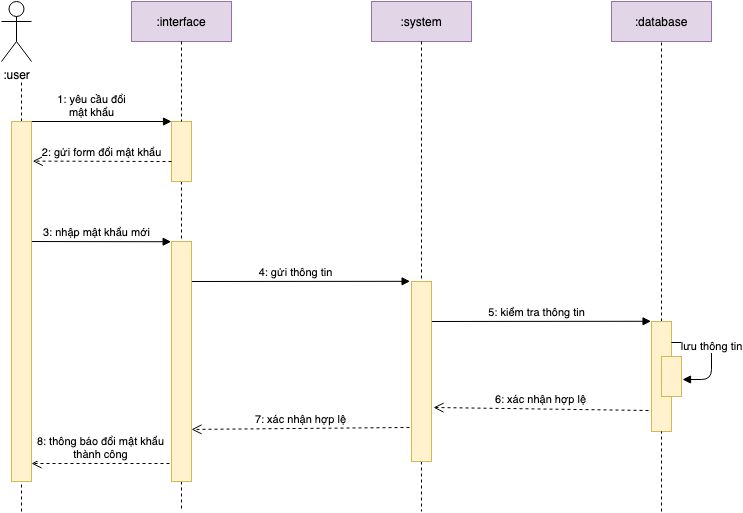 :interface
:system
:database
:user
1: yêu cầu đổi
mật khẩu
2: gửi form đổi mật khẩu
3: nhập mật khẩu mới
4: gửi thông tin
5: kiểm tra thông tin
lưu thông tin
6: xác nhận hợp lệ
7: xác nhận hợp lệ
8: thông báo đổi mật khẩu
thành công